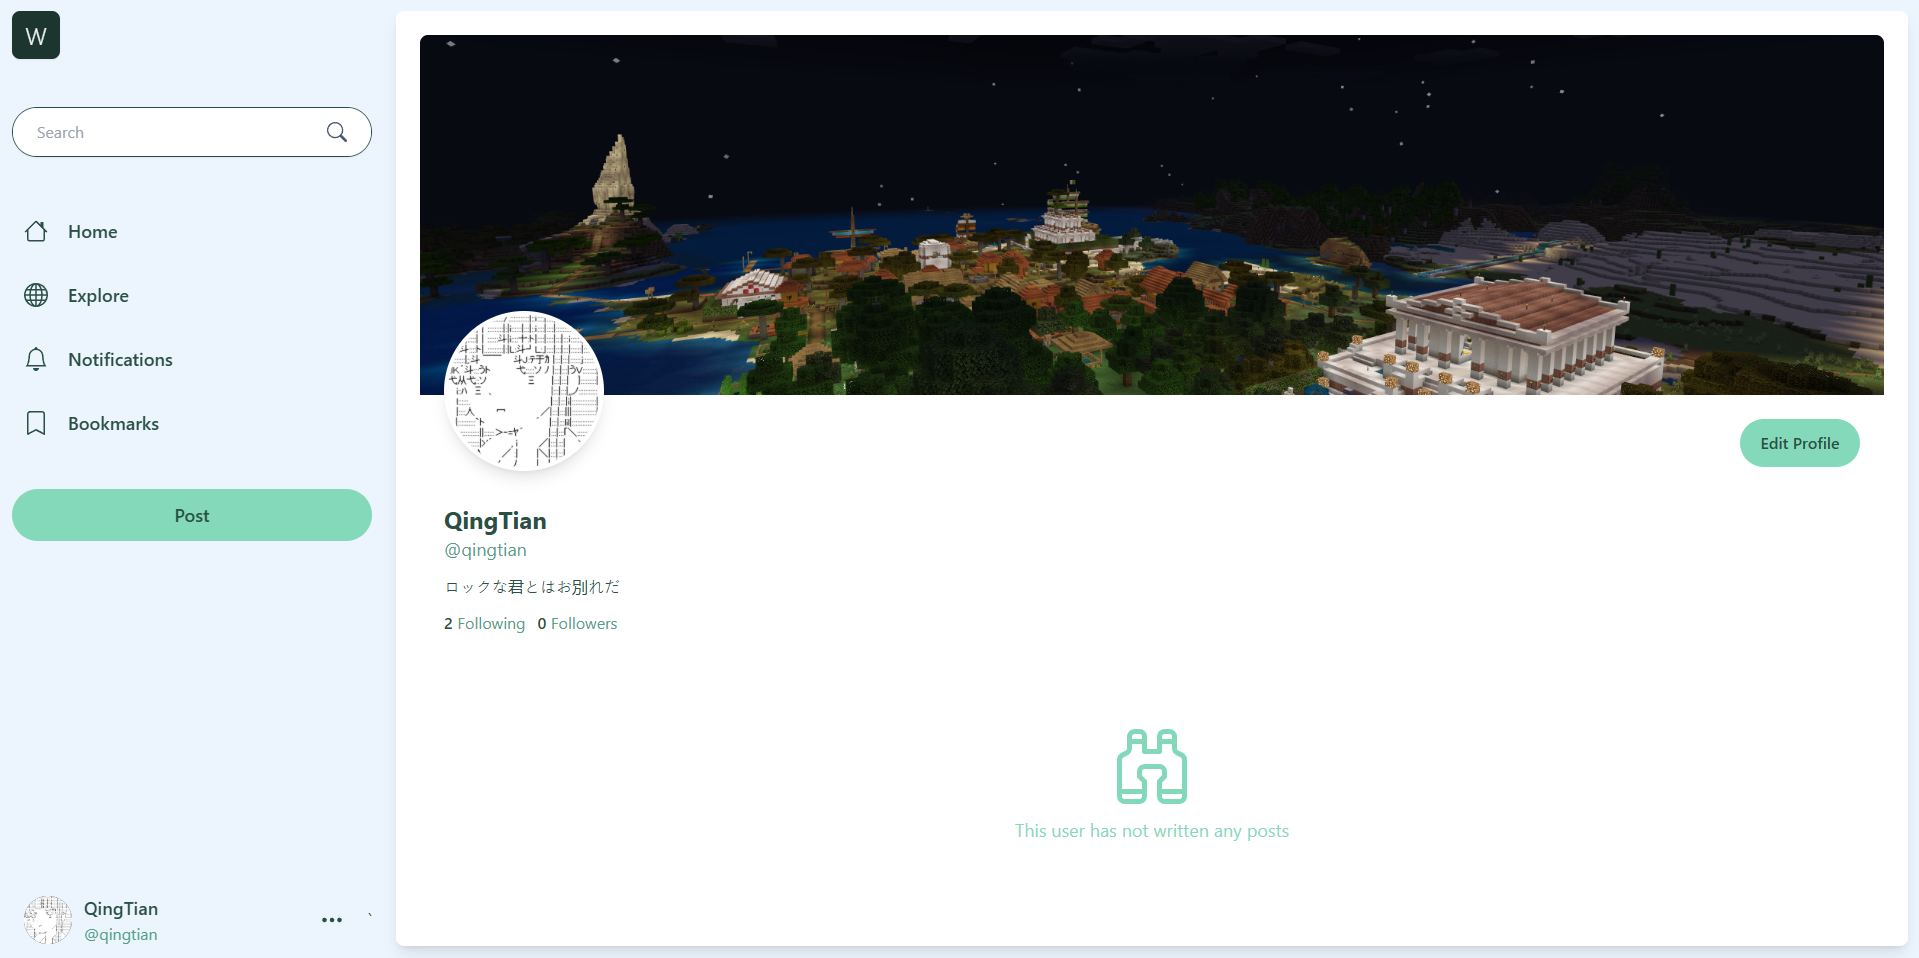 W
Search
Home
Explore
Notifications
Bookmarks
Post
Edit Profile
QingTian
@qingtian
ロックな君とはお別れだ
2 Following 0 Followers
This user has not written any posts
QingTian
@qingtian
`